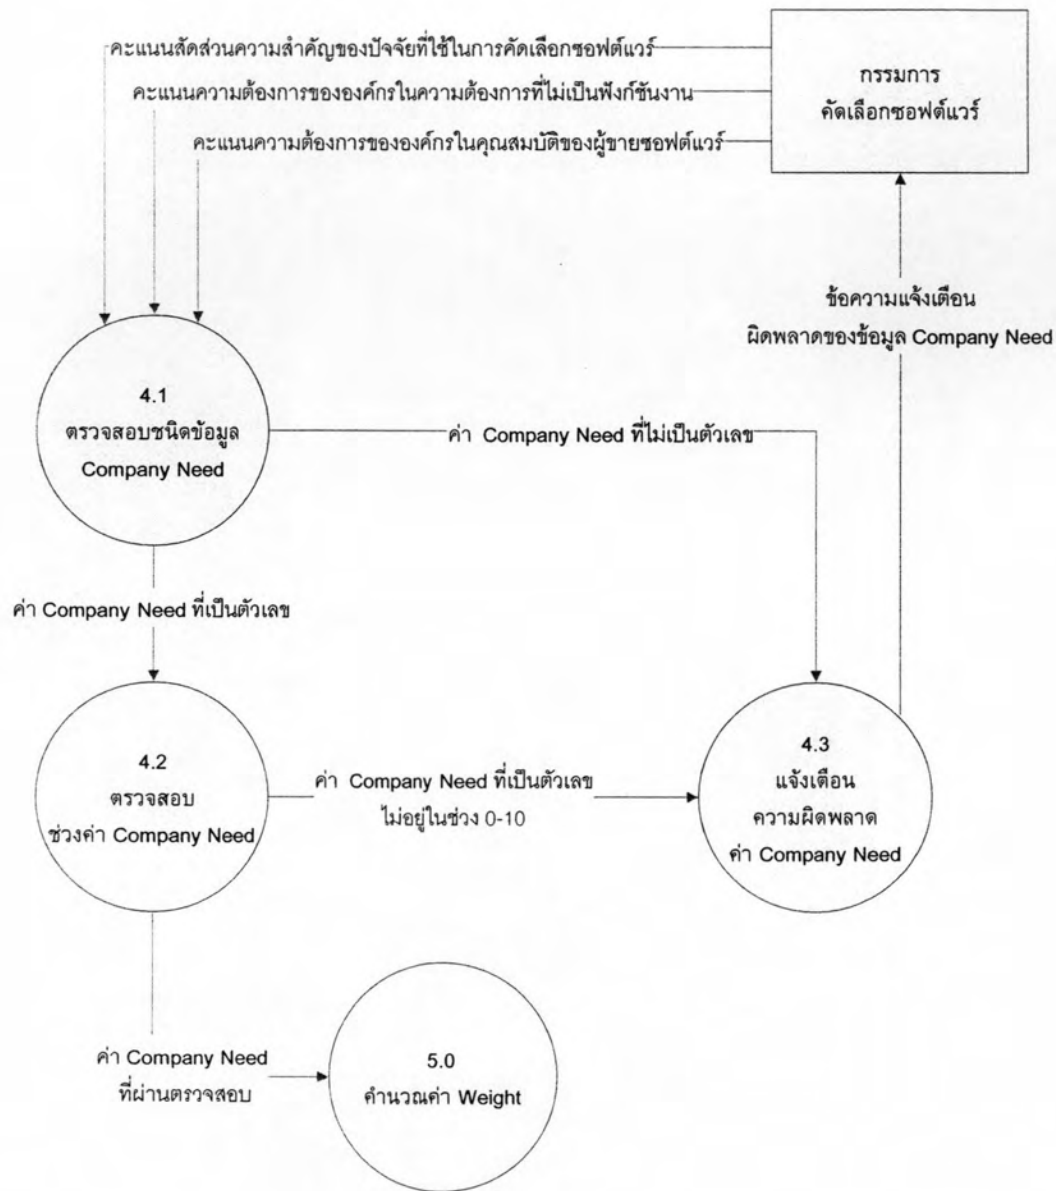 คะแนนสัดส่วนความสำคัญของปัจจัยที่ใช้ในการคัดเลือกซอฟต์แวร์
คะแนนความต้องการขององค์กรในความต้องการที่ไม่เป็นฟังก์ชันงาน
คะแนนความต้องการขององค์กรในคุณสมบัติของผู้ขายซอฟต์แวร์
กรรมการ
คัดเลือกซอฟต์แวร์
ข้อความแจ้งเตือน
ผิดพลาดของข้อมูล Company Need
4.1
ตรวจสอบชนิดข้อมูล
Company Need
ค่า Company Need ที่ไม่เป็นตัวเลข
ค่า Company Need ที่เป็นตัวเลข
4.2
ตรวจสอบ
ช่วงค่า Company Need
ค่า Company Need ที่เป็นตัวเลข
ไม่อยู่ในช่วง 0-10
4.3
แจ้งเตือน
ความผิดพลาด
ค่า Company Need
ค่า Company Need
ที่ผ่านตรวจสอบ
5.0
คำนวณค่า Weight